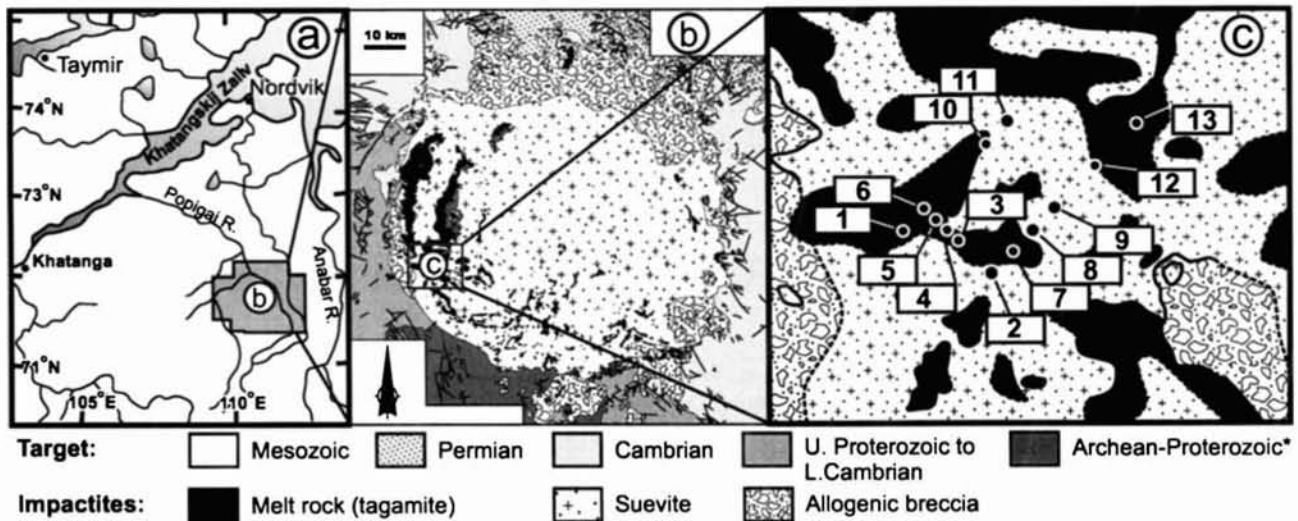 a
Taymir
74°N
Khatangskij Zaliv
Nordvik
73°N
Popigai R.
Khatanga
Anabar R.
b
71°N
105°E
110°E
10 km
b
c
c
11
10
13
12
6
3
1
9
5
8
4
7
2
Target:
Mesozoic
Permian
Cambrian
U. Proterozoic to
L.Cambrian
Archean-Proterozoic*
Impactites:
Melt rock (tagamite)
Suevite
Allogenic breccia